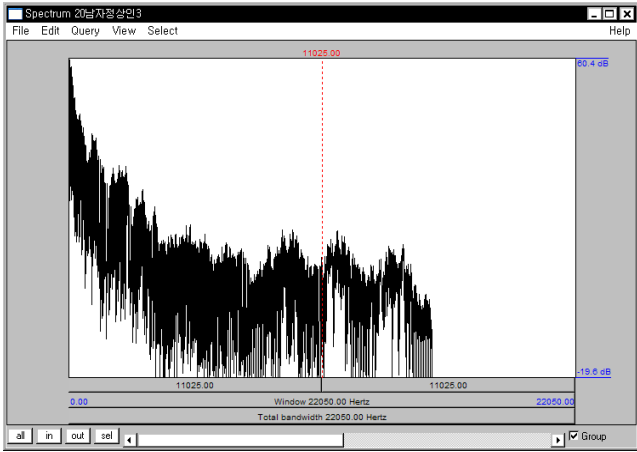 Spectrum 20남자정상인3
File Edit Query View Select Help
11025.00
60.4 dB
-19.6 dB
11025.00 11025.00
0.00 Window 22050.00 Hertz 22050.00
Total bandwidth 22050.00 Hertz
all in out sel Group